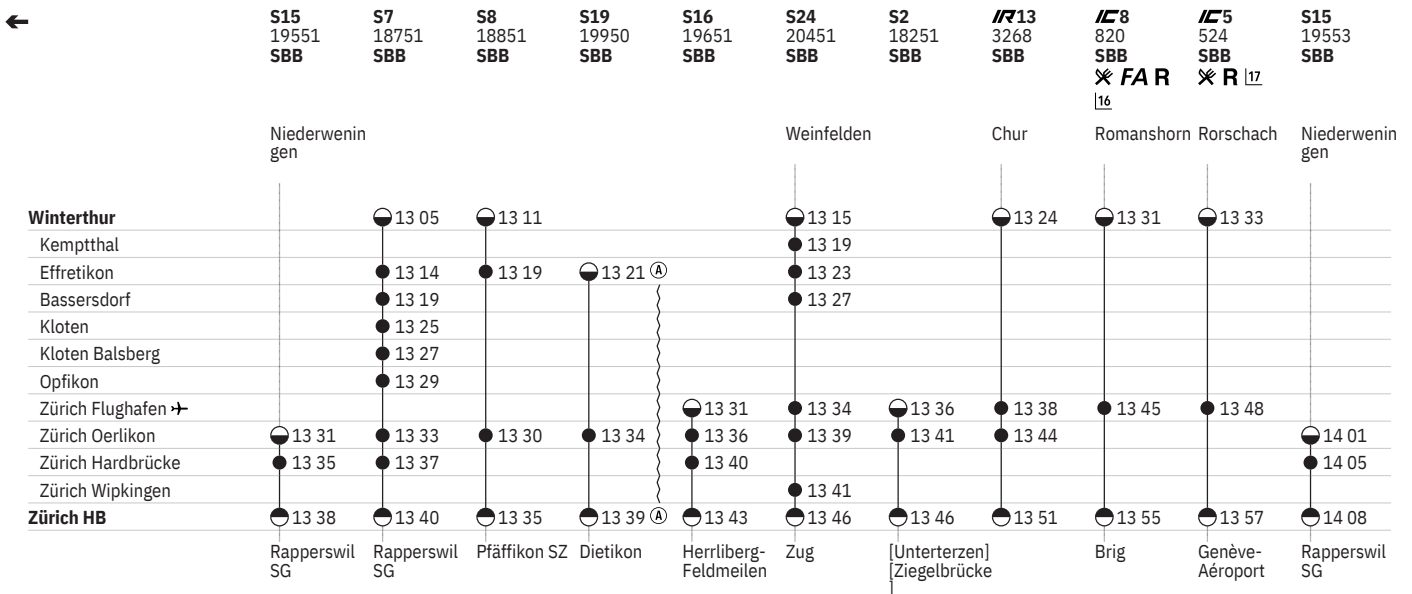 S15 S7 S8 S19 S16 S24 S2 IR13 IC8 IC5 S15
19551 18751 18851 19950 19651 20451 18251 3268 820 524 19553
SBB SBB SBB SBB SBB SBB SBB SBB SBB SBB SBB
FA R R 17
16
Niederwenin Weinfelden Chur Romanshorn Rorschach Niederwenin
gen gen
Winterthur 13 05 13 11 13 15 13 24 13 31 13 33
Kemptthal 13 19
Effretikon 13 14 13 19 13 21 A 13 23
Bassersdorf 13 19 13 27
Kloten 13 25
Kloten Balsberg 13 27
Opfikon 13 29
Zürich Flughafen 13 31 13 34 13 36 13 38 13 45 13 48
Zürich Oerlikon 13 31 13 33 13 30 13 34 13 36 13 39 13 41 13 44 14 01
Zürich Hardbrücke 13 35 13 37 13 40 14 05
Zürich Wipkingen 13 41
Zürich HB 13 38 13 40 13 35 13 39 A 13 43 13 46 13 46 13 51 13 55 13 57 14 08
Rapperswil Rapperswil Pfäffikon SZ Dietikon Herrliberg- Zug [Unterterzen] Brig Genève- Rapperswil
SG SG Feldmeilen [Ziegelbrücke Aéroport SG
]